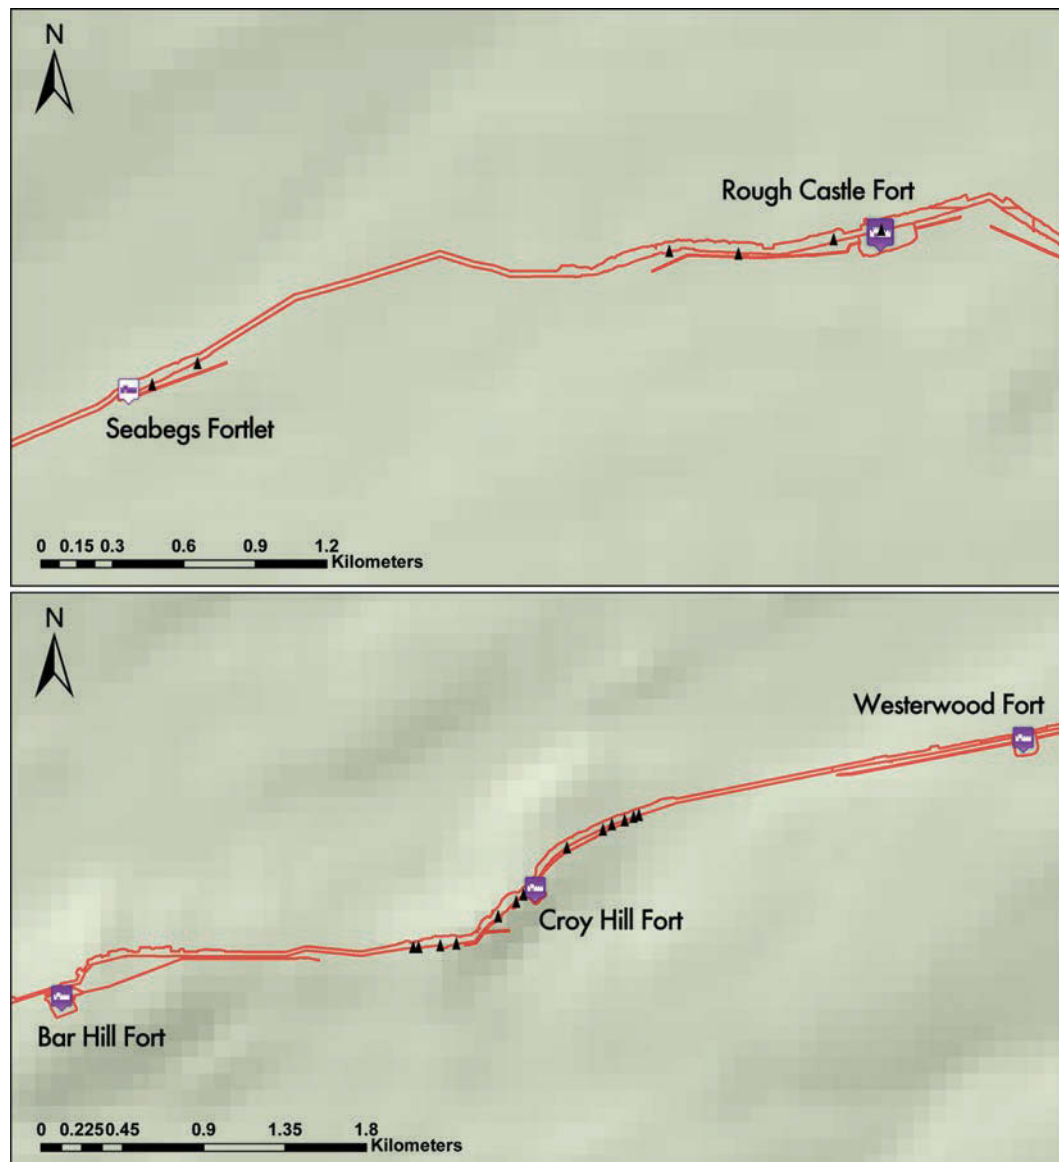 N
Rough Castle Fort
Seabegs Fortlet
0 0.15 0.3 0.6 0.9 1.2
Kilometers
N
Westerwood Fort
Croy Hill Fort
Bar Hill Fort
0 0.2250.45 0.9 1.35 1.8
Kilometers